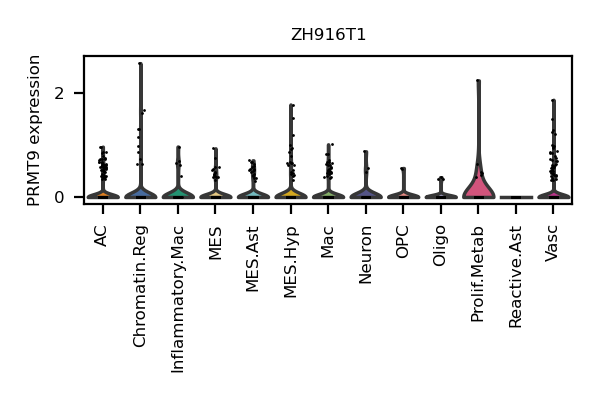 ZH916T1
PRMT9 expression
2
0
AC
Chromatin.Reg
Inflammatory.Mac
MES
MES.Ast
MES.Hyp
Mac
Neuron
OPC
Oligo
Prolif.Metab
Reactive.Ast
Vasc